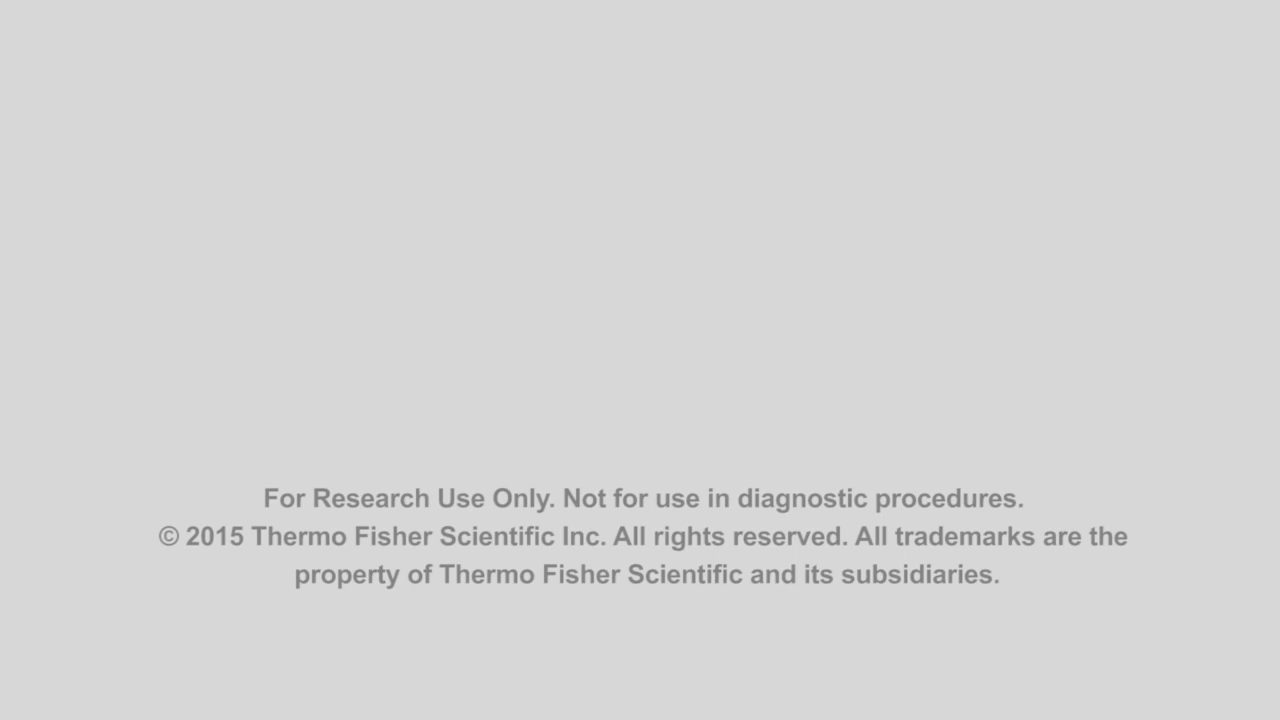 For Research Use Only. Not for use in diagnostic procedures.
© 2015 Thermo Fisher Scientific Inc. All rights reserved. All trademarks are the
property of Thermo Fisher Scientific and its subsidiaries.